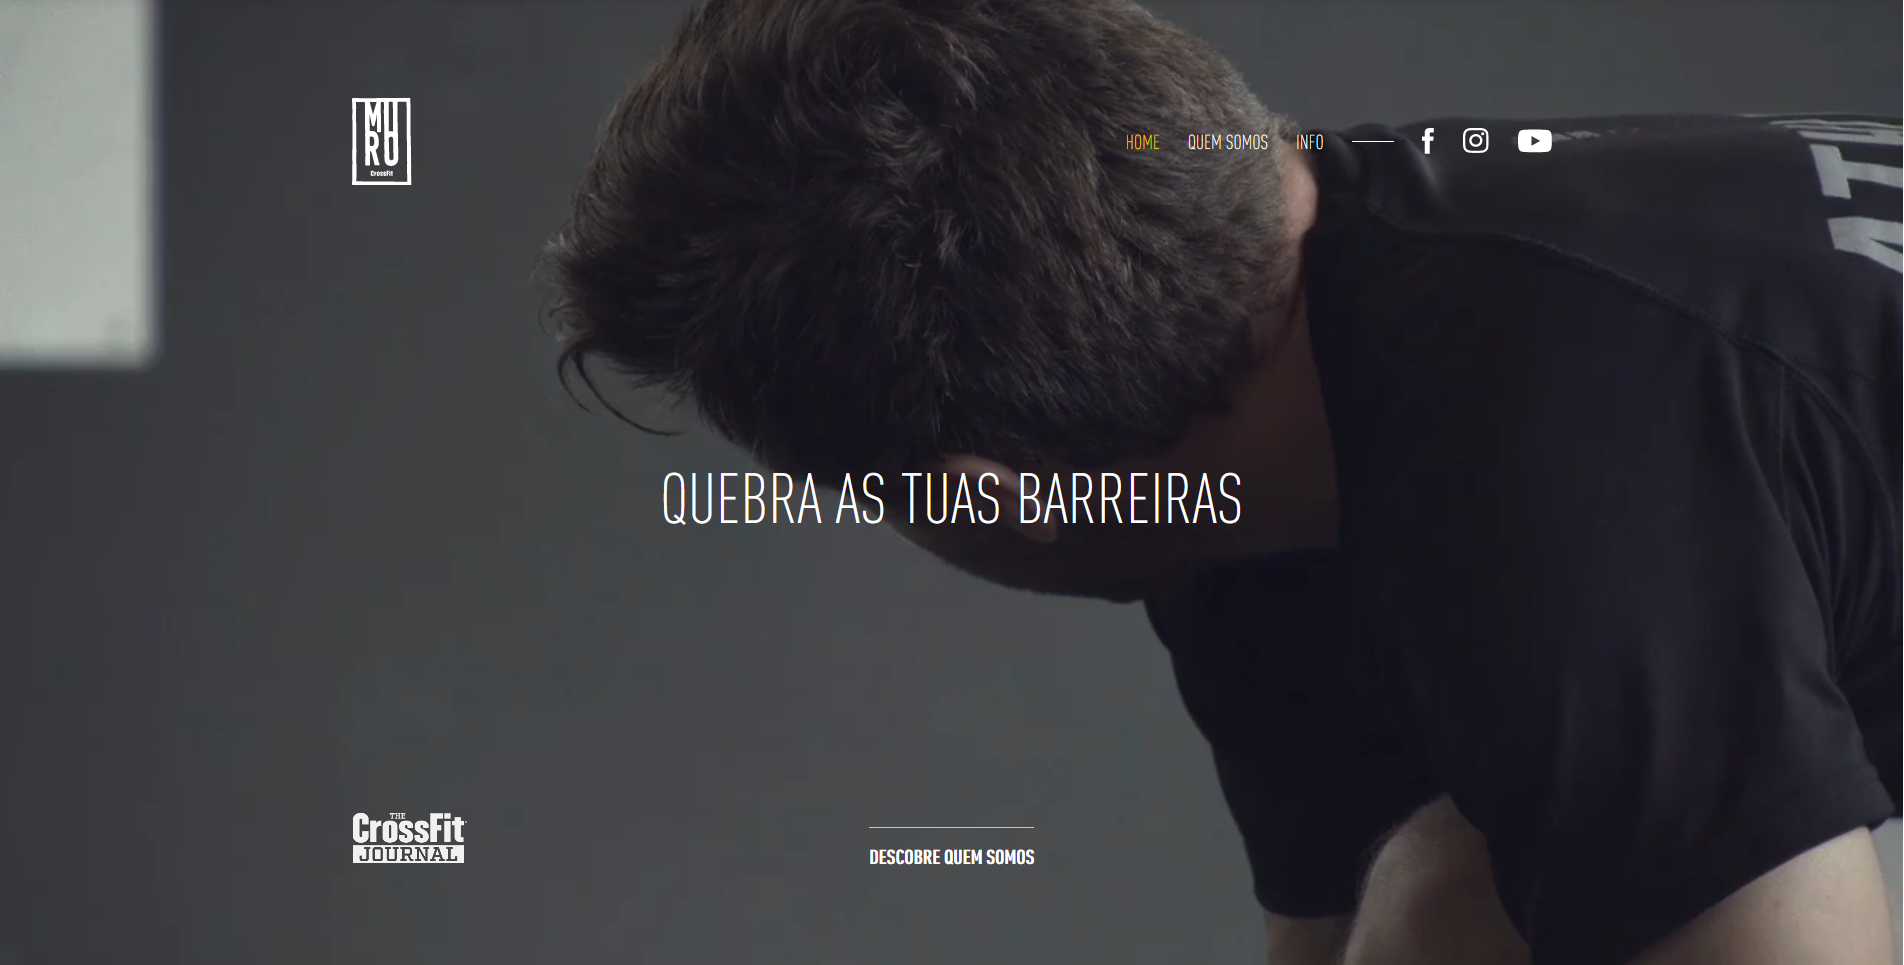 MU
RO
CrossFit
HOME QUEM SOMOS INFO
QUEBRA AS TUAS BARREIRAS
THE
CrossFit
JOURNAL
DESCOBRE QUEM SOMOS